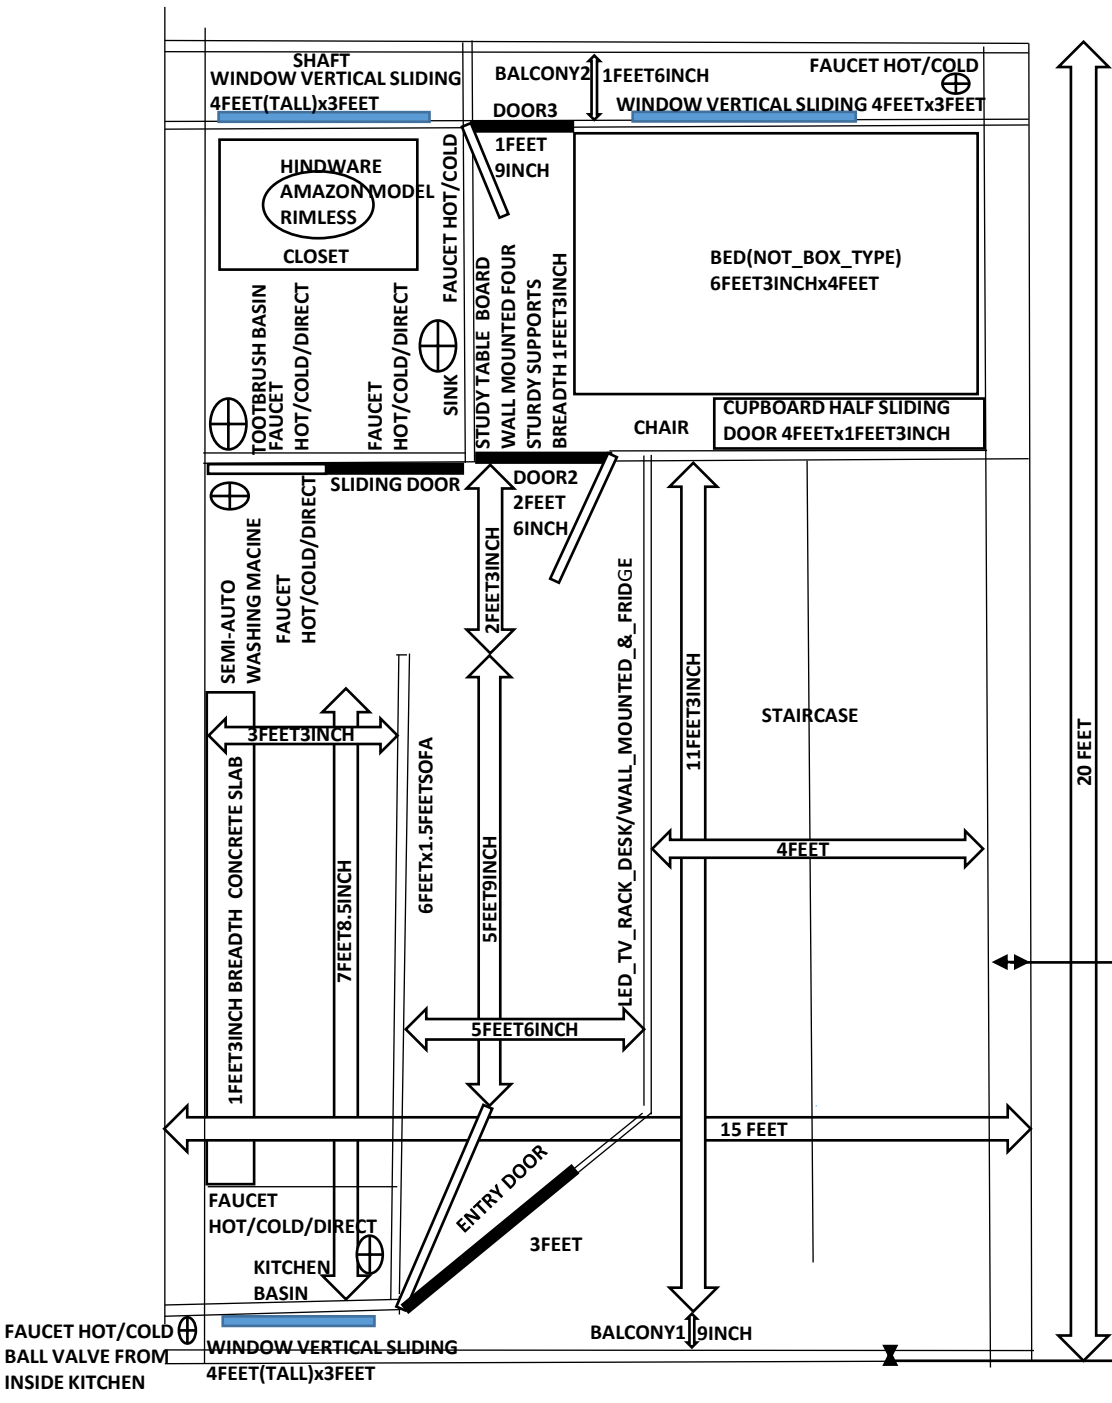 SHAFT
WINDOW VERTICAL SLIDING
4FEET(TALL)x3FEET
BALCONY2
1FEET6INCH
FAUCET HOT/COLD
WINDOW VERTICAL SLIDING 4FEETx3FEET
DOOR3
1FEET
9INCH
HINDWARE
AMAZON MODEL
RIMLESS
CLOSET
FAUCET HOT/COLD
SINK
BED(NOT_BOX_TYPE)
6FEET3INCHx4FEET
STUDY TABLE BOARD
WALL MOUNTED FOUR
STURDY SUPPORTS
BREADTH 1FEET3INCH
TOOTBRUSH BASIN
FAUCET
HOT/COLD/DIRECT
FAUCET
HOT/COLD/DIRECT
CHAIR
CUPBOARD HALF SLIDING
DOOR 4FEETx1FEET3INCH
SLIDING DOOR
DOOR2
2FEET
6INCH
2FEET3INCH
SEMI-AUTO
WASHING MACINE
FAUCET
HOT/COLD/DIRECT
LED_TV_RACK_DESK/WALL_MOUNTED_&_FRIDGE
11FEET3INCH
STAIRCASE
20 FEET
3FEET3INCH
1FEET3INCH BREADTH CONCRETE SLAB
7FEET8.5INCH
6FEETx1.5FEETSOFA
5FEET9INCH
4FEET
5FEET6INCH
15 FEET
ENTRY DOOR
3FEET
FAUCET
HOT/COLD/DIRECT
KITCHEN
BASIN
FAUCET HOT/COLD
BALL VALVE FROM
INSIDE KITCHEN
WINDOW VERTICAL SLIDING
4FEET(TALL)x3FEET
BALCONY1
9INCH